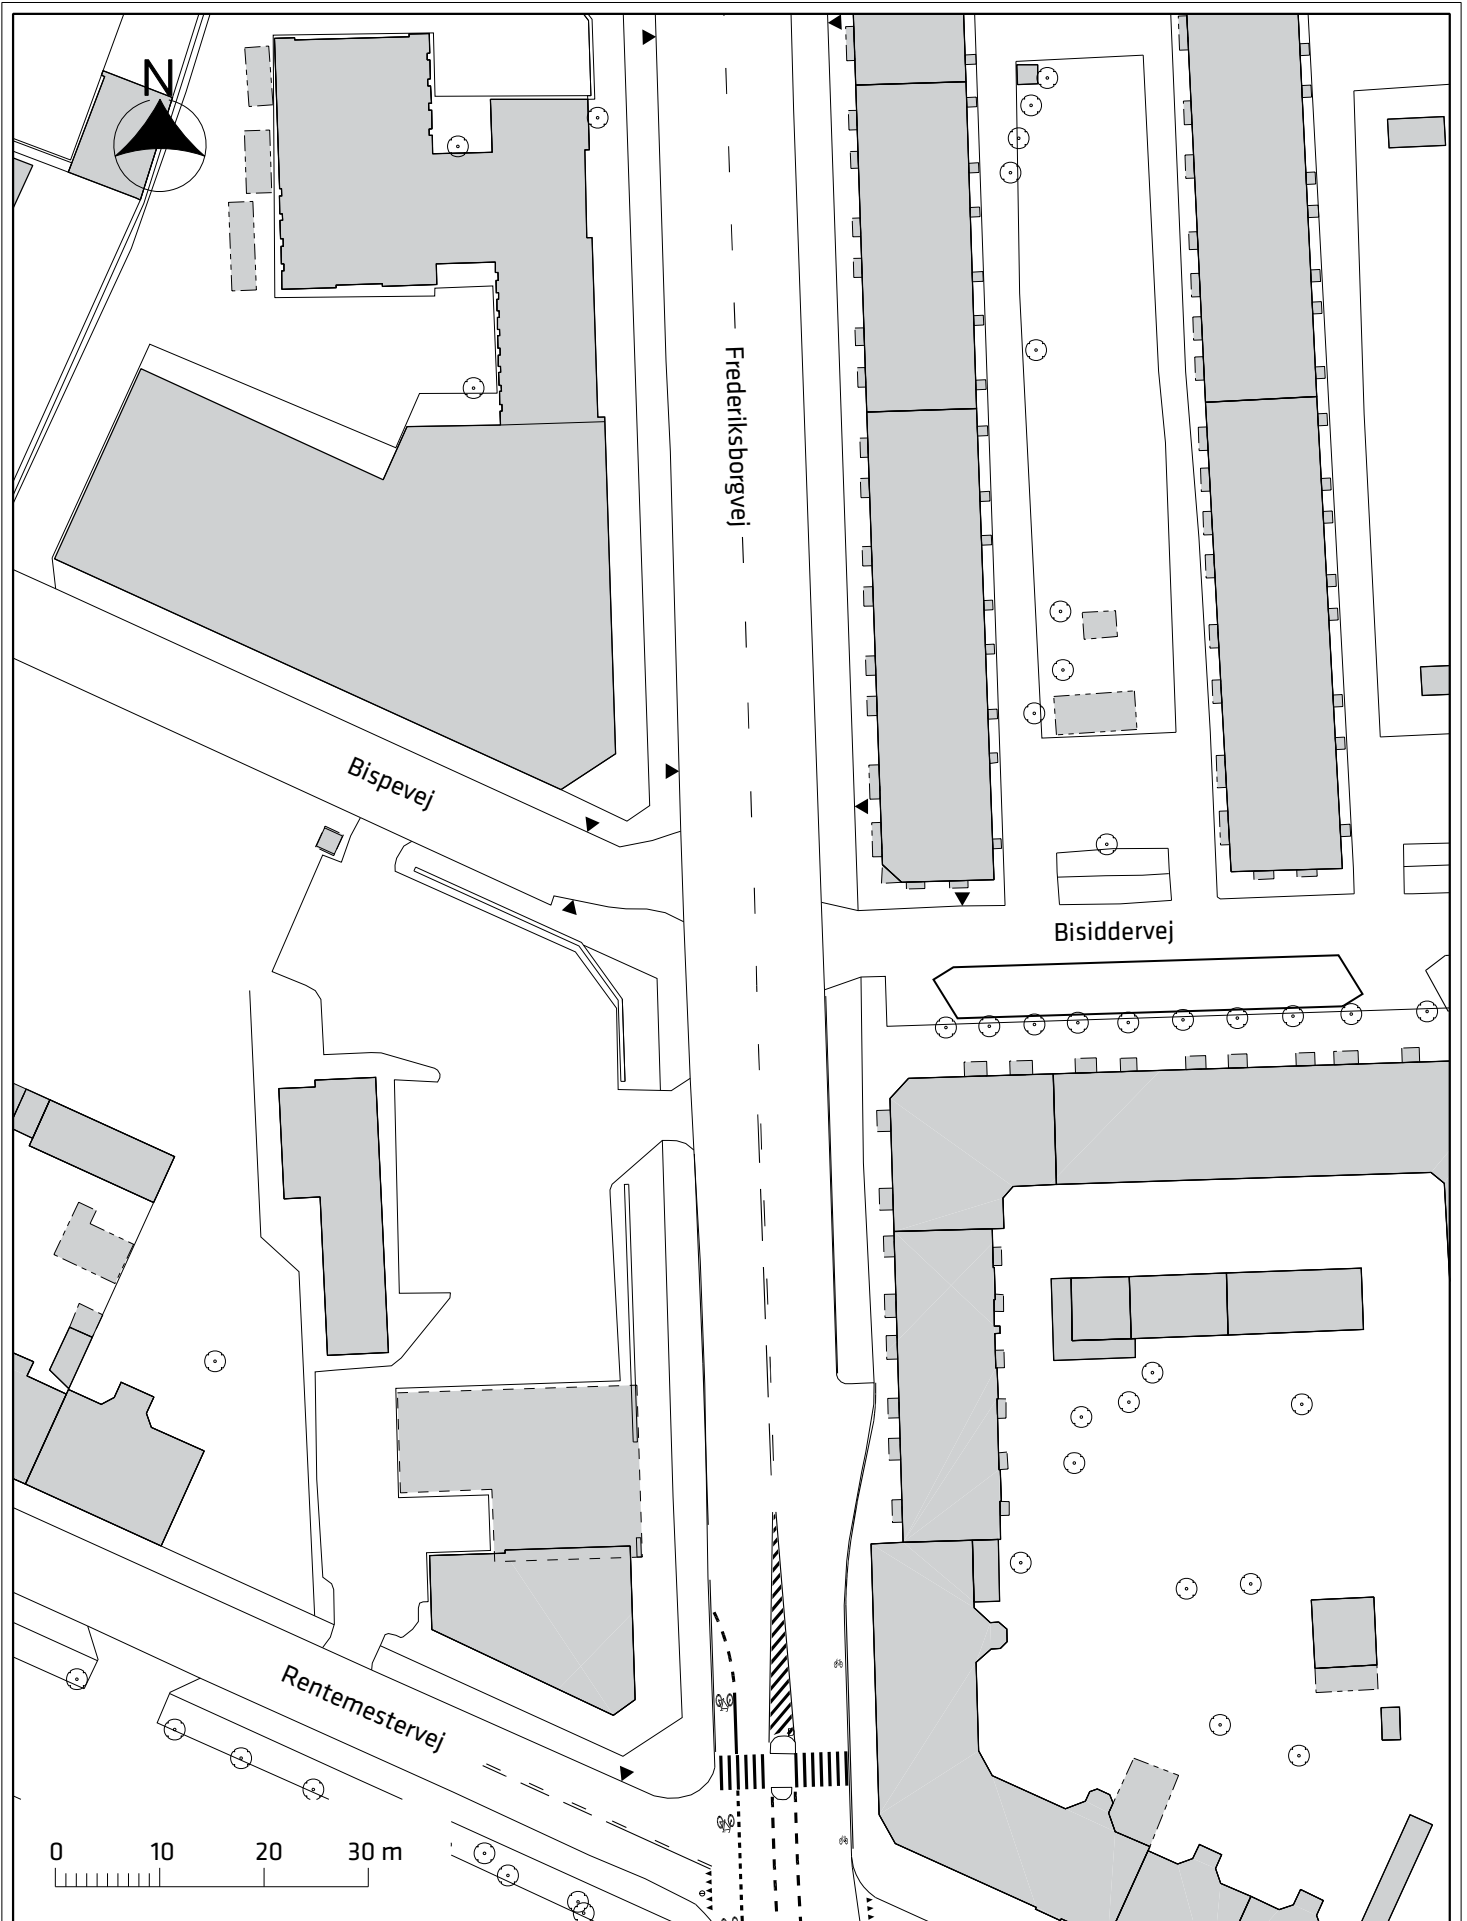 N
Frederiksborgvej
Bispevej
Bisiddervej
Rentemestervej
0 10 20 30 m